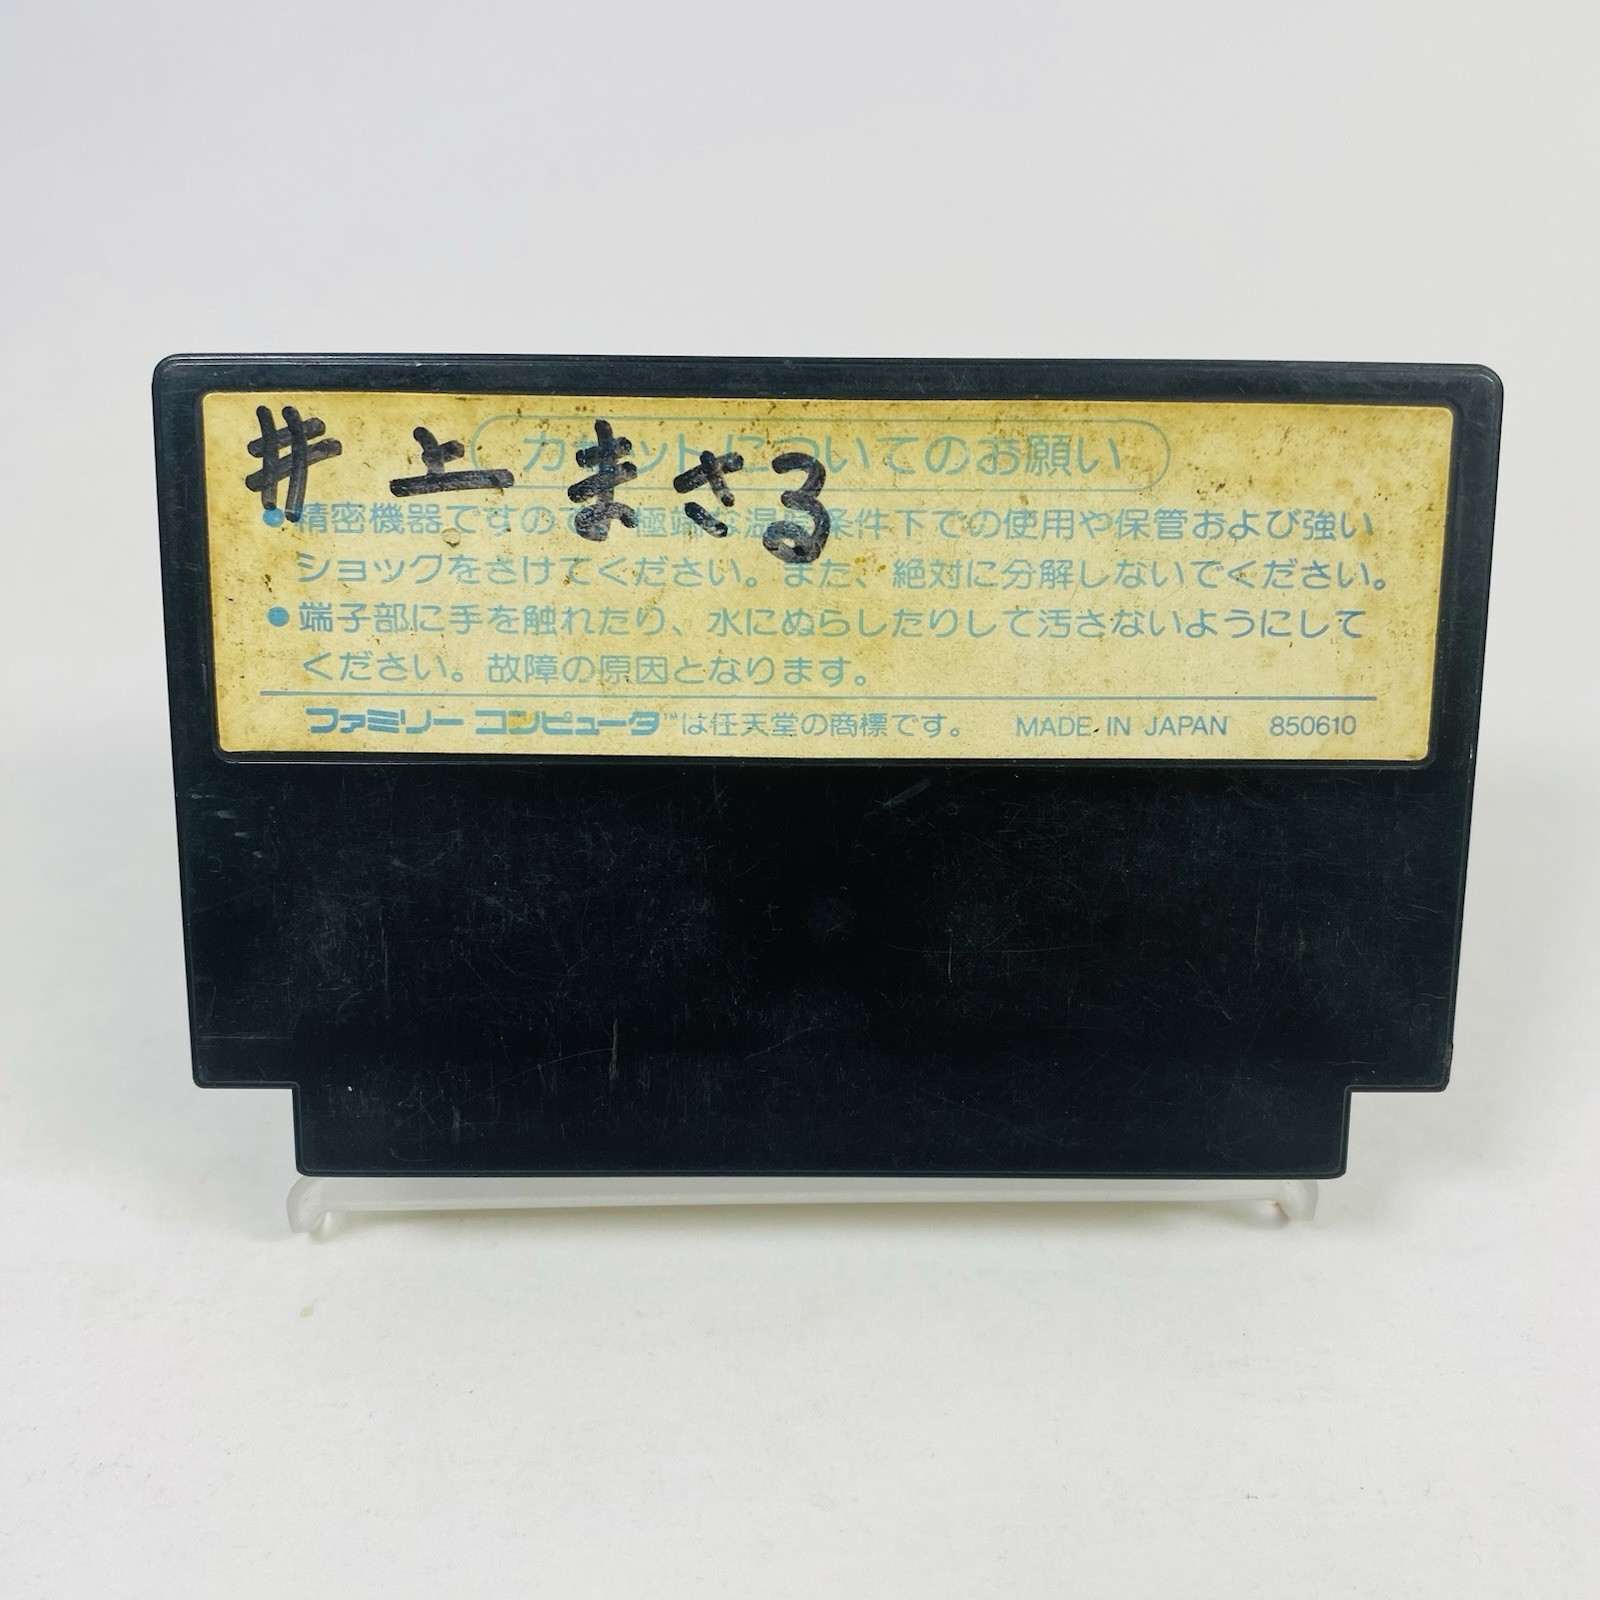 井上まさる
カセットについてのお願い
●精密機器ですので、極端な温度条件下での使用や保管および強い
ショックをさけてください。また、絶対に分解しないでください。
●端子部に手を触れたり、水にぬらしたりして汚さないようにして
ください。故障の原因となります。
ファミリーコンピュータ™は任天堂の商標です。 MADE IN JAPAN 850610